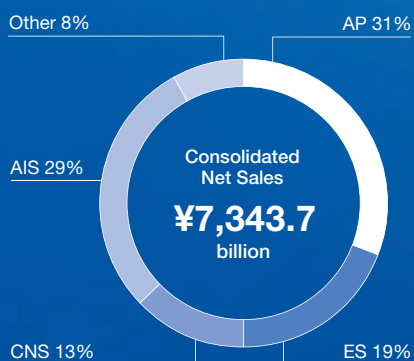 Other 8%
AP 31%
AIS 29%
Consolidated
Net Sales
¥7,343.7
billion
CNS 13%
ES 19%